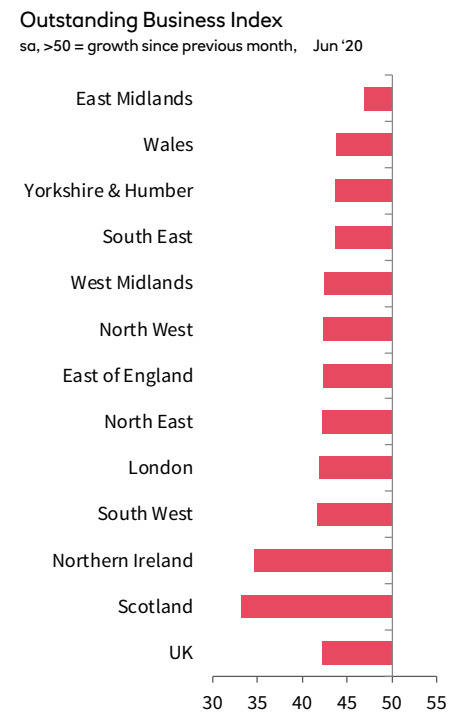 Outstanding Business Index
sa, >50 = growth since previous month, Jun ‘20
East Midlands
Wales
Yorkshire & Humber
South East
West Midlands
North West
East of England
North East
London
South West
Northern Ireland
Scotland
UK
30 35 40 45 50 55